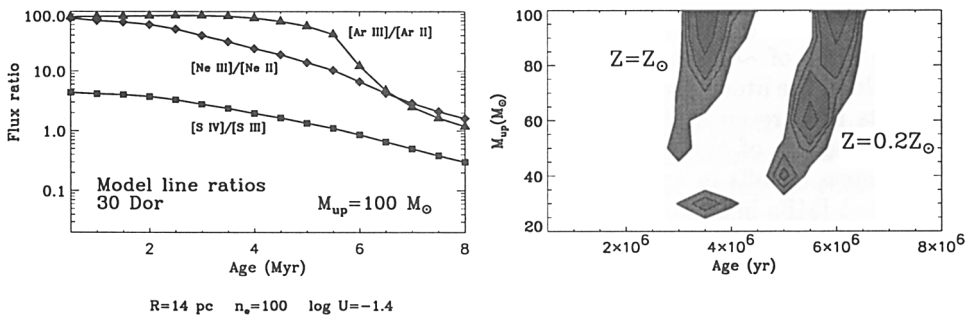 100.0
10.0
1.0
0.1
Flux ratio
[Ar III]/[Ar II]
[Ne III]/[Ne II]
[S IV]/[S III]
Model line ratios
30 Dor
M_up=100 M_⊙
2 4 6 8
Age (Myr)
R=14 pc n_e=100 log U=−1.4
100
80
60
40
20
M_up(M_⊙)
Z=Z_⊙
Z=0.2Z_⊙
2×10^6 4×10^6 6×10^6 8×10^6
Age (yr)